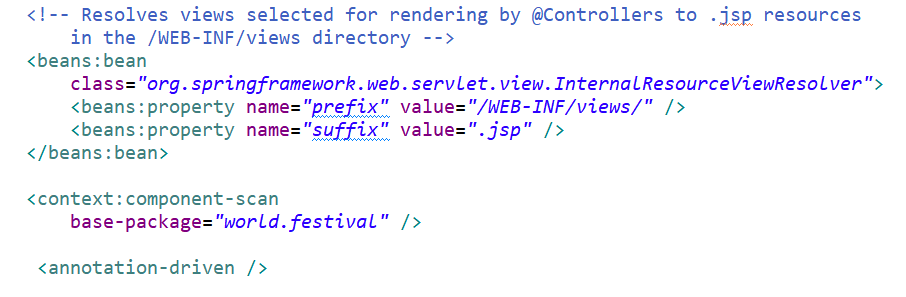 <!-- Resolves views selected for rendering by @Controllers to .jsp resources
in the /WEB-INF/views directory -->
<beans:bean
class="org.springframework.web.servlet.view.InternalResourceViewResolver">
<beans:property name="prefix" value="/WEB-INF/views/" />
<beans:property name="suffix" value=".jsp" />
</beans:bean>
<context:component-scan
base-package="world.festival" />
<annotation-driven />